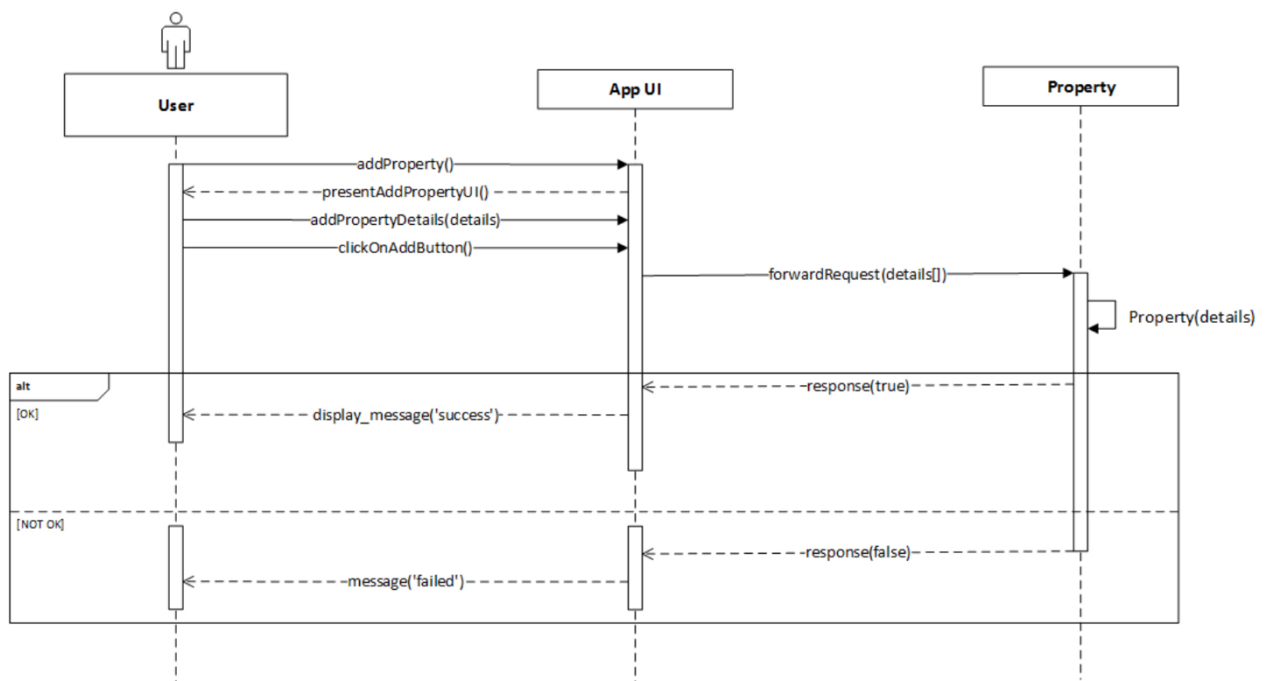 User
App UI
Property
addProperty()
presentAddPropertyUI()
addPropertyDetails(details)
clickOnAddButton()
forwardRequest(details[])
Property(details)
alt
response(true)
[OK]
display_message('success')
[NOT OK]
response(false)
message('failed')